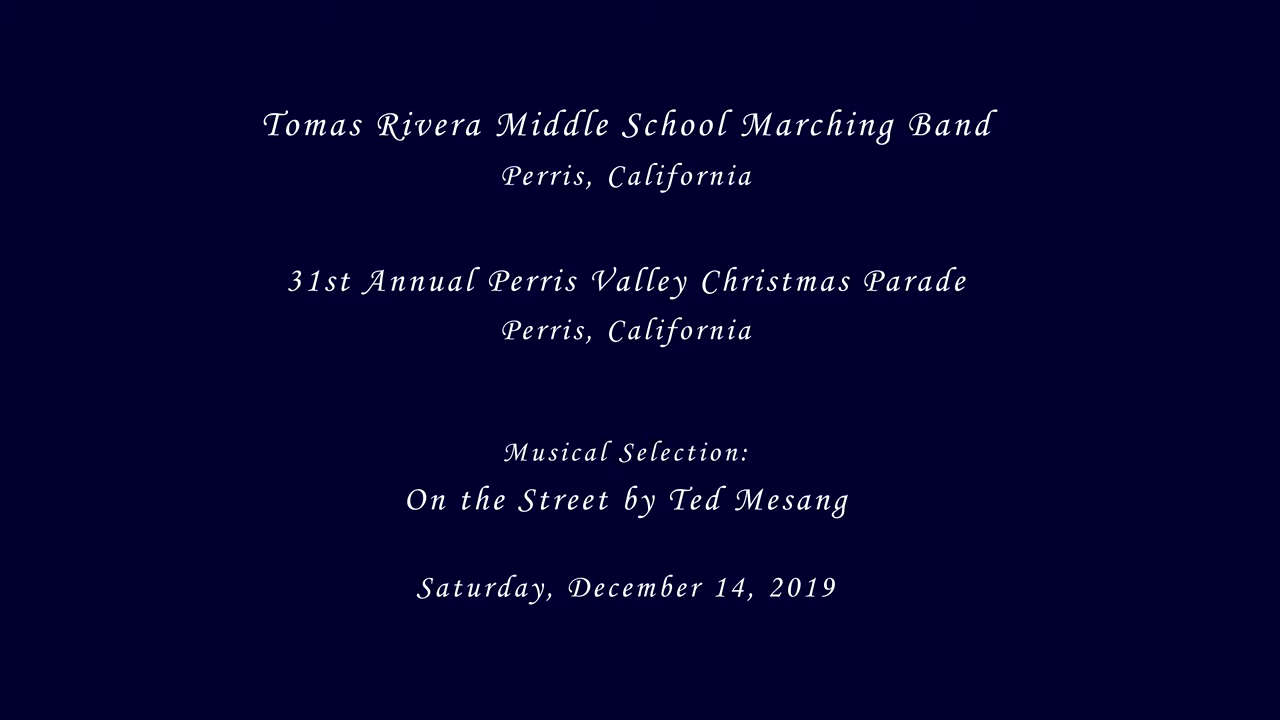 Tomas Rivera Middle School Marching Band
Perris, California
31st Annual Perris Valley Christmas Parade
Perris, California
Musical Selection:
On the Street by Ted Mesang
Saturday, December 14, 2019